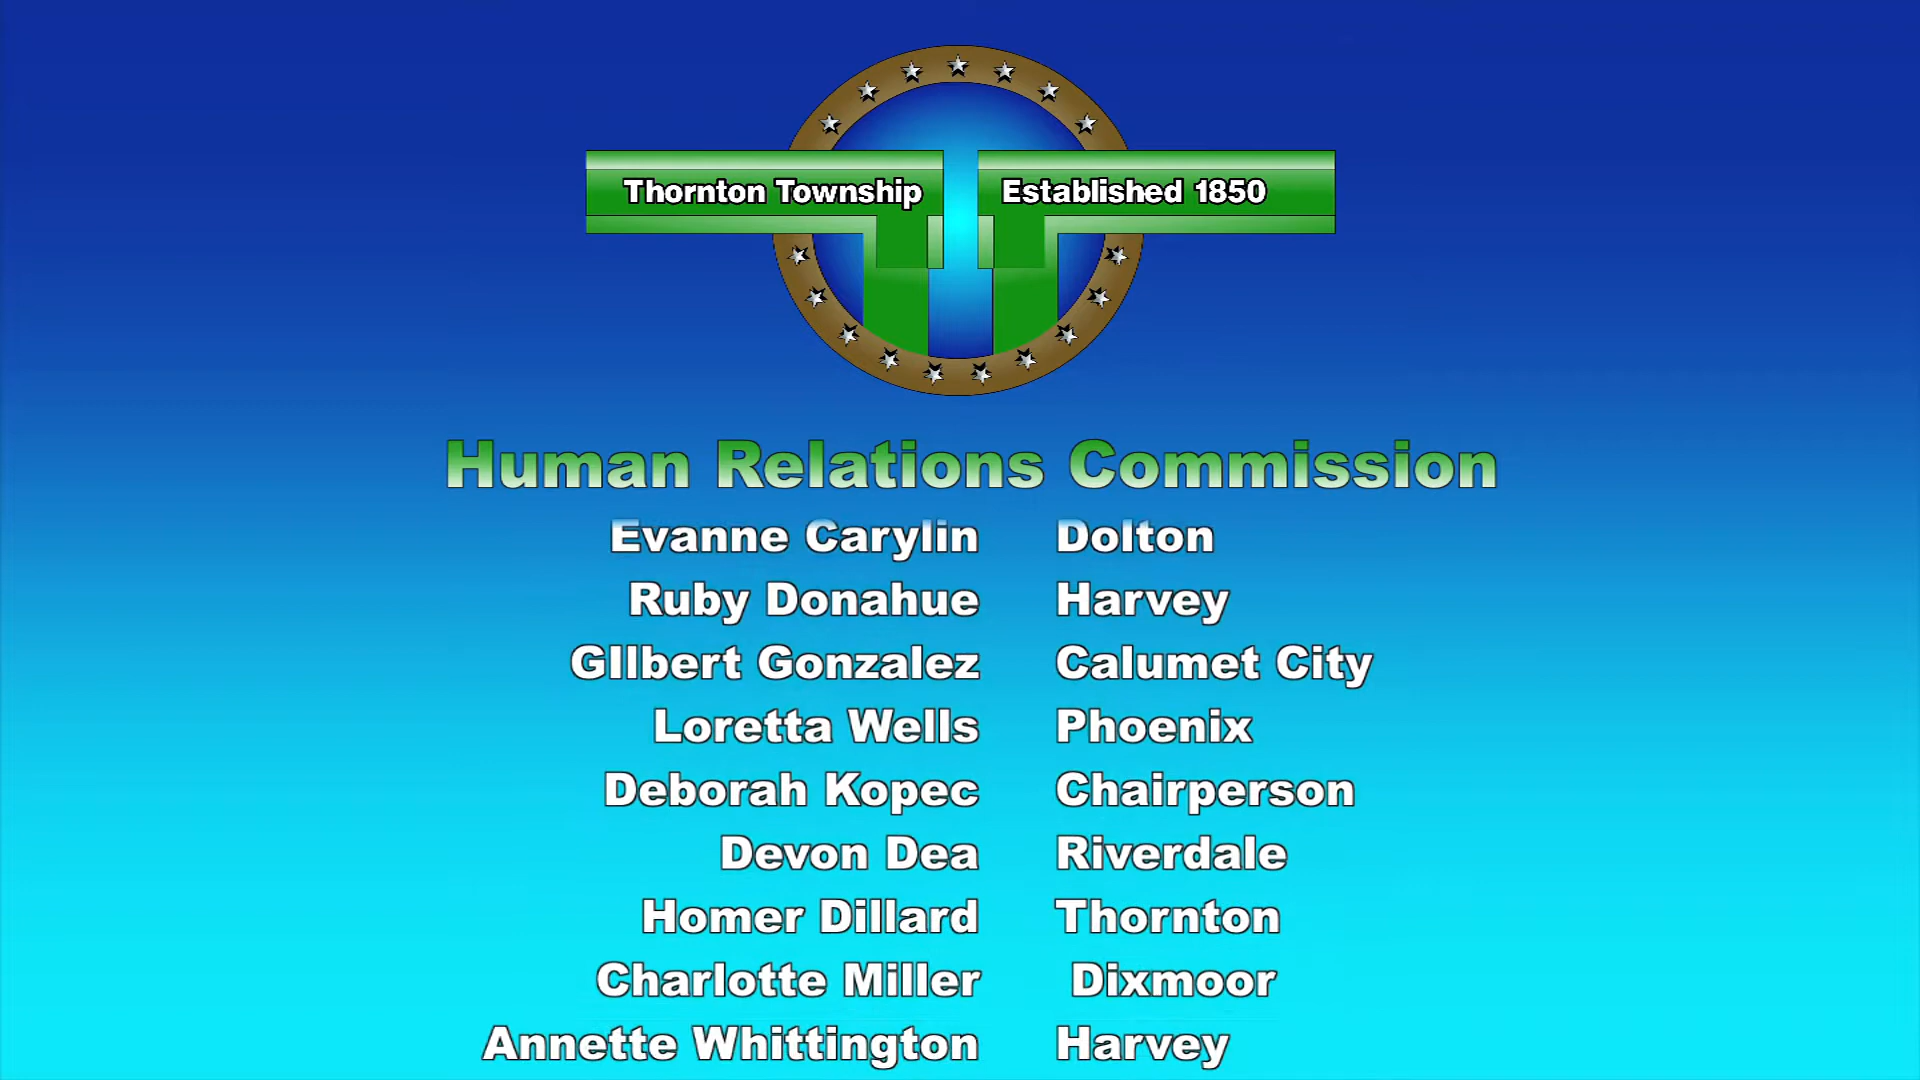 Thornton Township Established 1850
Human Relations Commission
Evanne Carylin Dolton
Ruby Donahue Harvey
GIlbert Gonzalez Calumet City
Loretta Wells Phoenix
Deborah Kopec Chairperson
Devon Dea Riverdale
Homer Dillard Thornton
Charlotte Miller Dixmoor
Annette Whittington Harvey